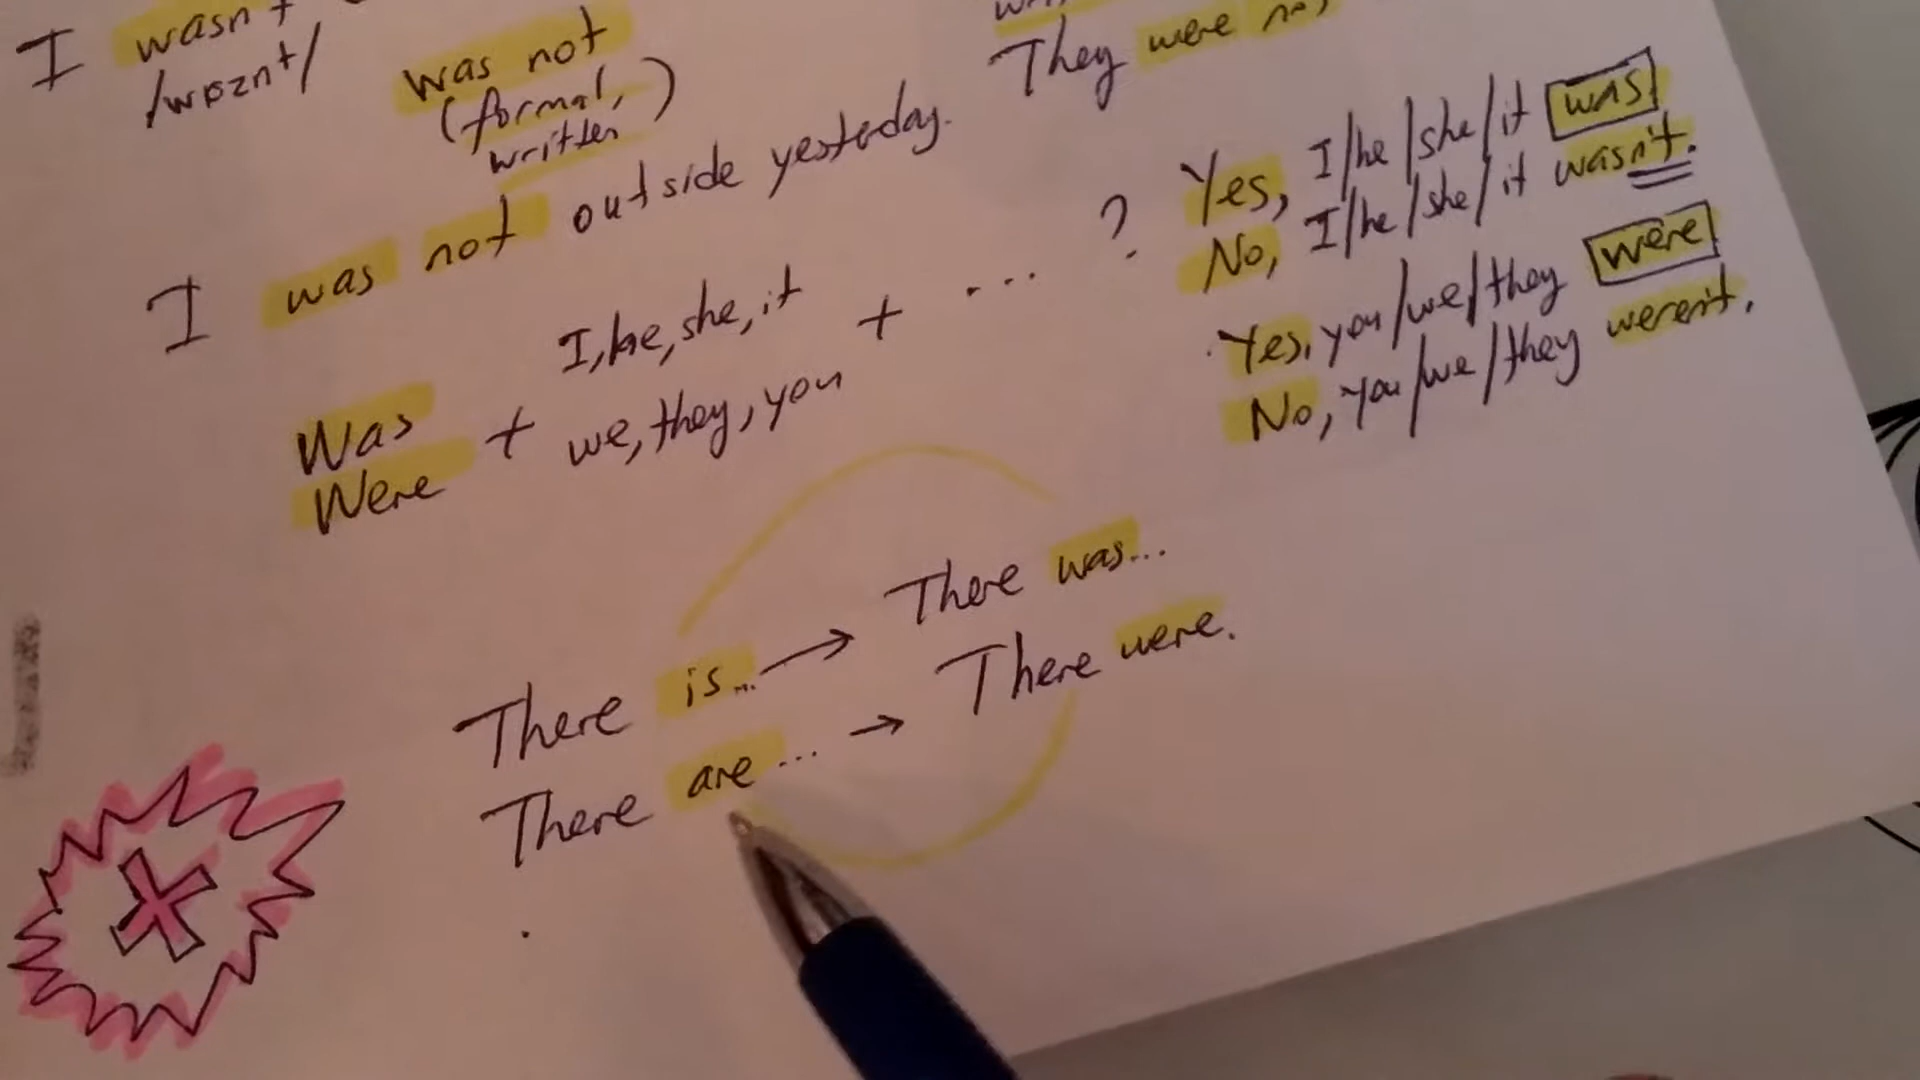 I wasn't
/wɒznt/
was not
(formal,
written)
They were
I was not outside yesterday.
Was
Were
+
I, he, she, it
we, they, you
+ ... ?
Yes, I/he/she/it was
No, I/he/she/it wasn't.
Yes, you/we/they were
No, you/we/they weren't.
There is... → There was...
There are... → There were.
X